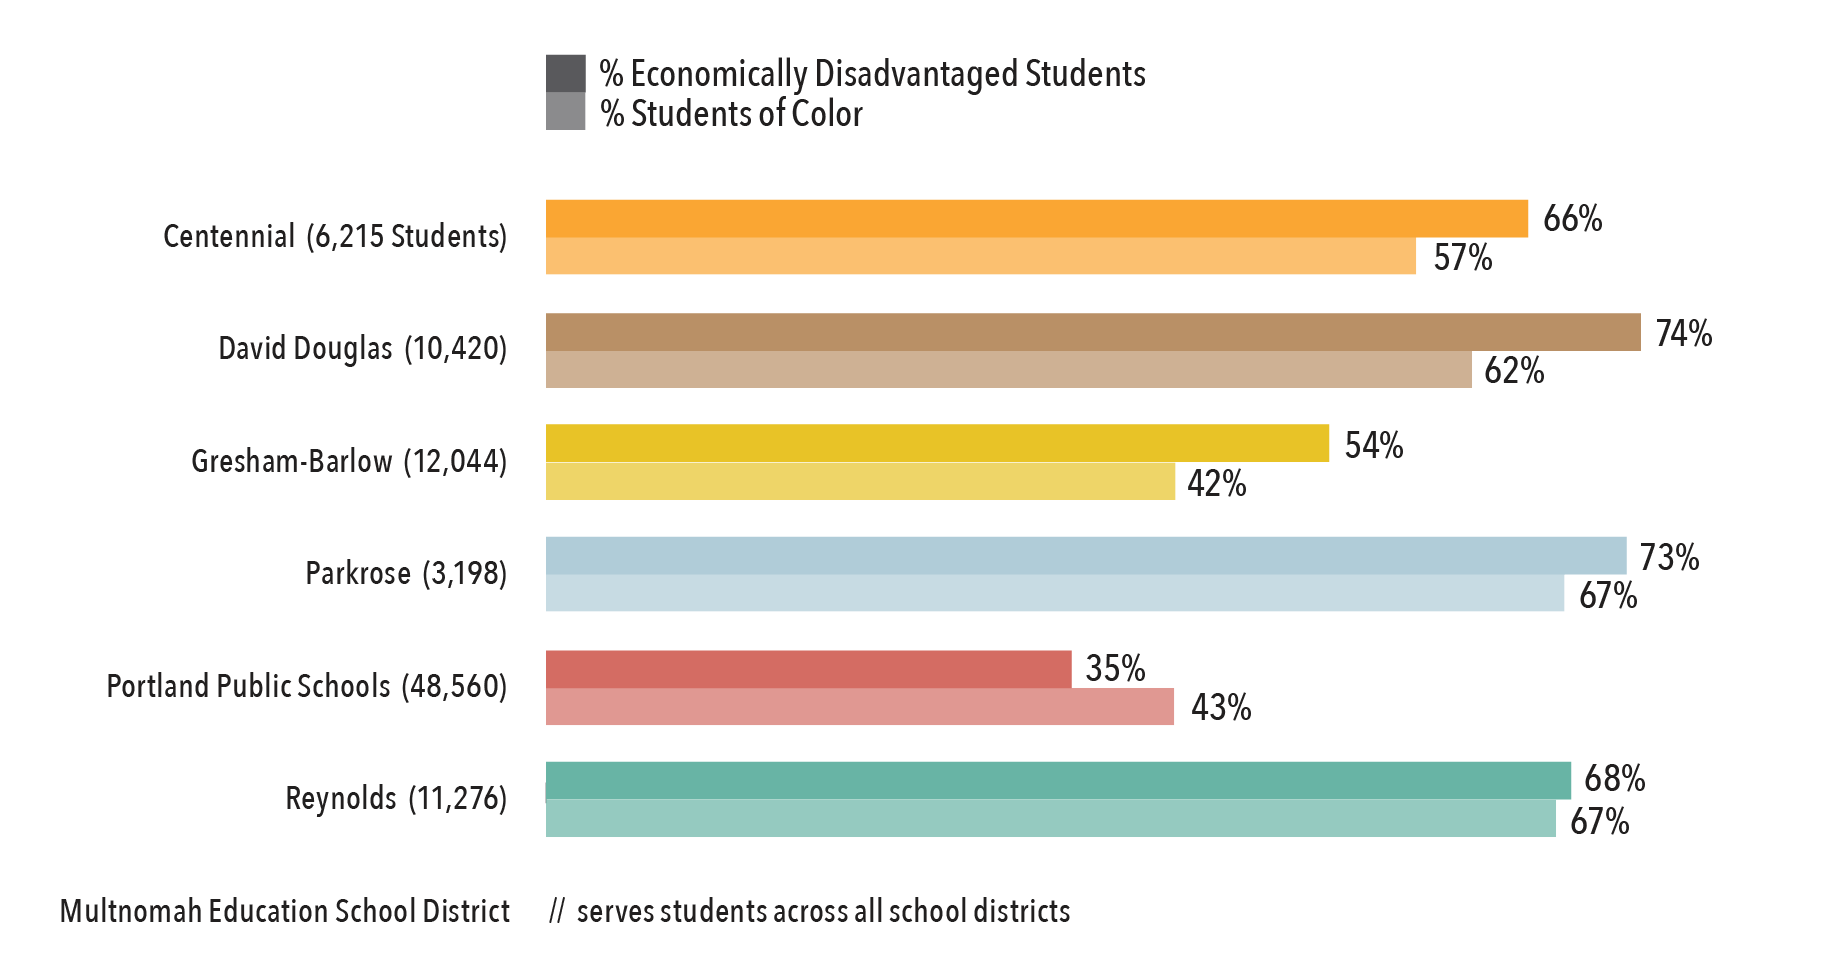 % Economically Disadvantaged Students
% Students of Color
Centennial (6,215 Students)
66%
57%
David Douglas (10,420)
74%
62%
Gresham-Barlow (12,044)
54%
42%
Parkrose (3,198)
73%
67%
Portland Public Schools (48,560)
35%
43%
Reynolds (11,276)
68%
67%
Multnomah Education School District // serves students across all school districts